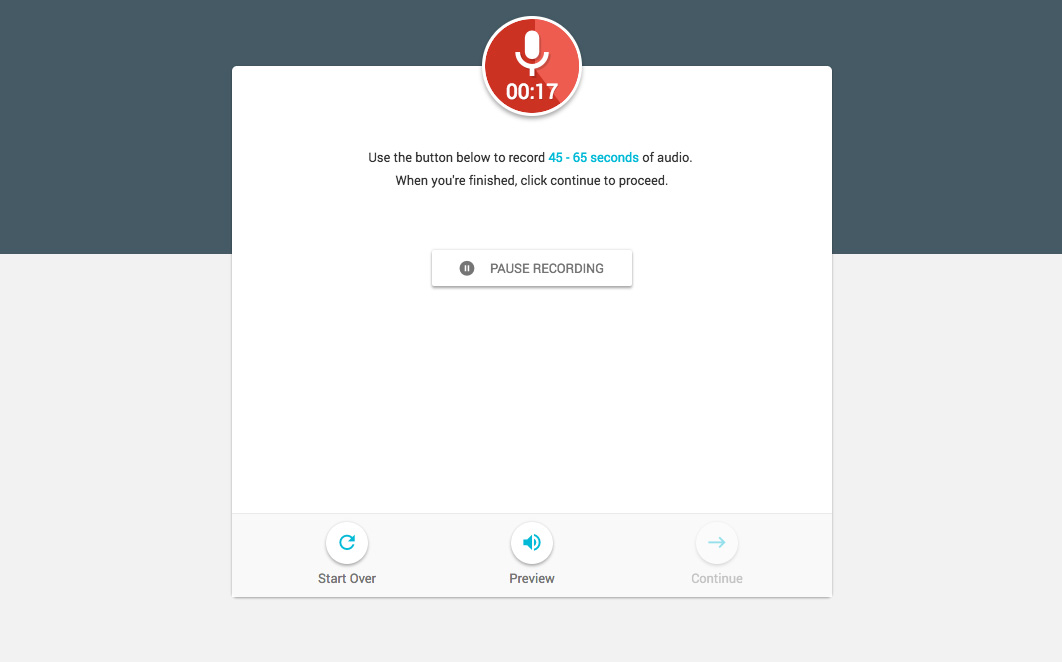 00:17
Use the button below to record 45 - 65 seconds of audio.
When you're finished, click continue to proceed.
PAUSE RECORDING
Start Over
Preview
Continue